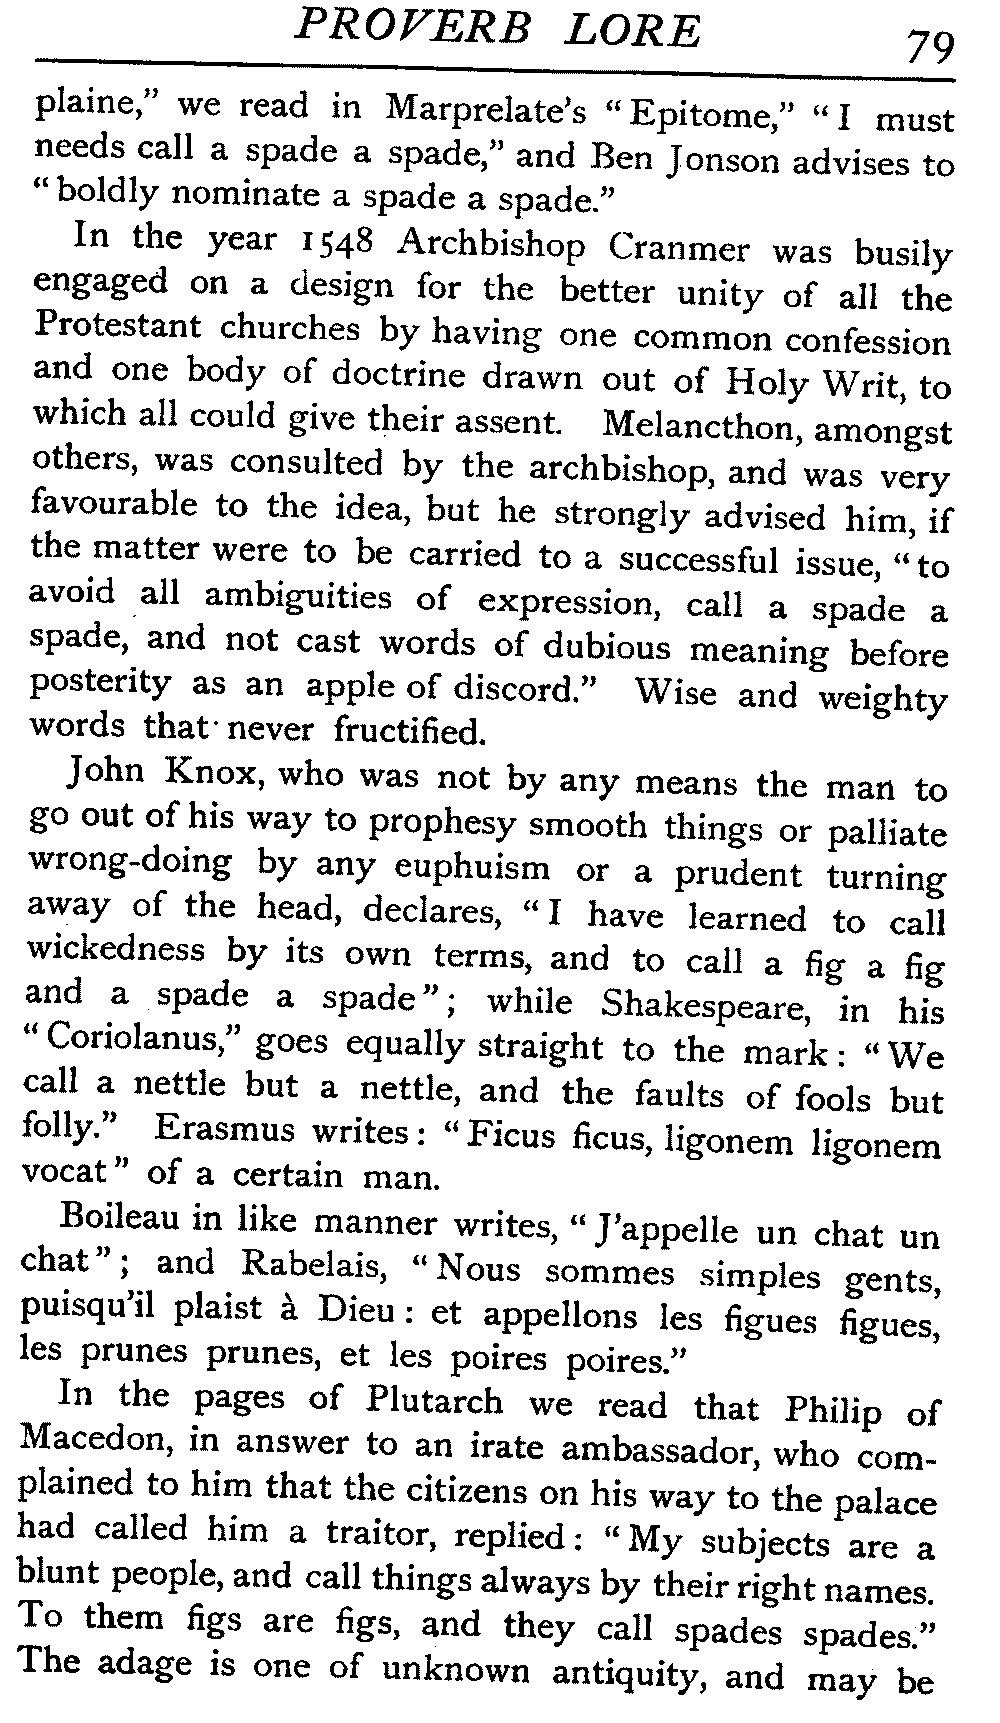 PROVERB LORE 79
plaine,” we read in Marprelate's “Epitome,” “I must
needs call a spade a spade,” and Ben Jonson advises to
“boldly nominate a spade a spade.”
In the year 1548 Archbishop Cranmer was busily
engaged on a design for the better unity of all the
Protestant churches by having one common confession
and one body of doctrine drawn out of Holy Writ, to
which all could give their assent. Melancthon, amongst
others, was consulted by the archbishop, and was very
favourable to the idea, but he strongly advised him, if
the matter were to be carried to a successful issue, “to
avoid all ambiguities of expression, call a spade a
spade, and not cast words of dubious meaning before
posterity as an apple of discord.” Wise and weighty
words that never fructified.
John Knox, who was not by any means the man to
go out of his way to prophesy smooth things or palliate
wrong-doing by any euphuism or a prudent turning
away of the head, declares, “I have learned to call
wickedness by its own terms, and to call a fig a fig
and a spade a spade”; while Shakespeare, in his
“Coriolanus,” goes equally straight to the mark: “We
call a nettle but a nettle, and the faults of fools but
folly.” Erasmus writes: “Ficus ficus, ligonem ligonem
vocat” of a certain man.
Boileau in like manner writes, “J'appelle un chat un
chat”; and Rabelais, “Nous sommes simples gents,
puisqu'il plaist à Dieu: et appellons les figues figues,
les prunes prunes, et les poires poires.”
In the pages of Plutarch we read that Philip of
Macedon, in answer to an irate ambassador, who com-
plained to him that the citizens on his way to the palace
had called him a traitor, replied: “My subjects are a
blunt people, and call things always by their right names.
To them figs are figs, and they call spades spades.”
The adage is one of unknown antiquity, and may be